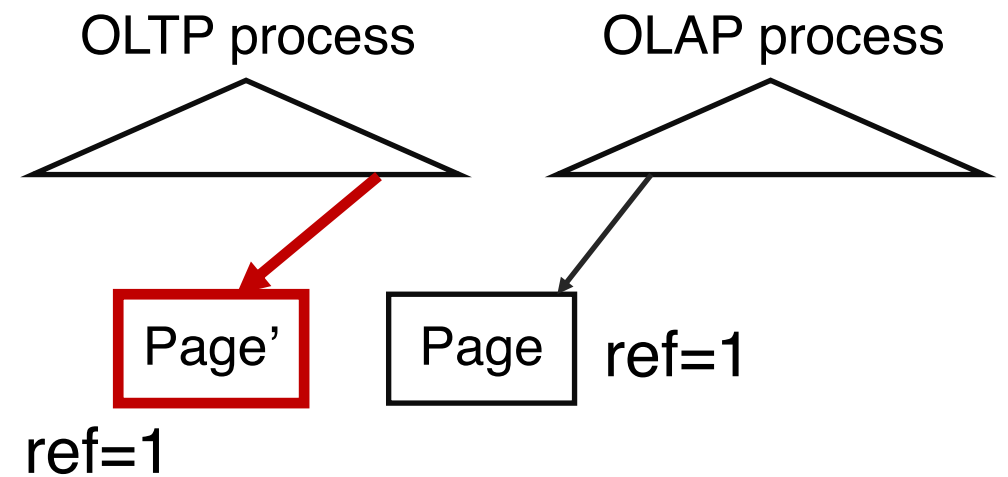 OLTP process
OLAP process
Page’
Page
ref=1
ref=1